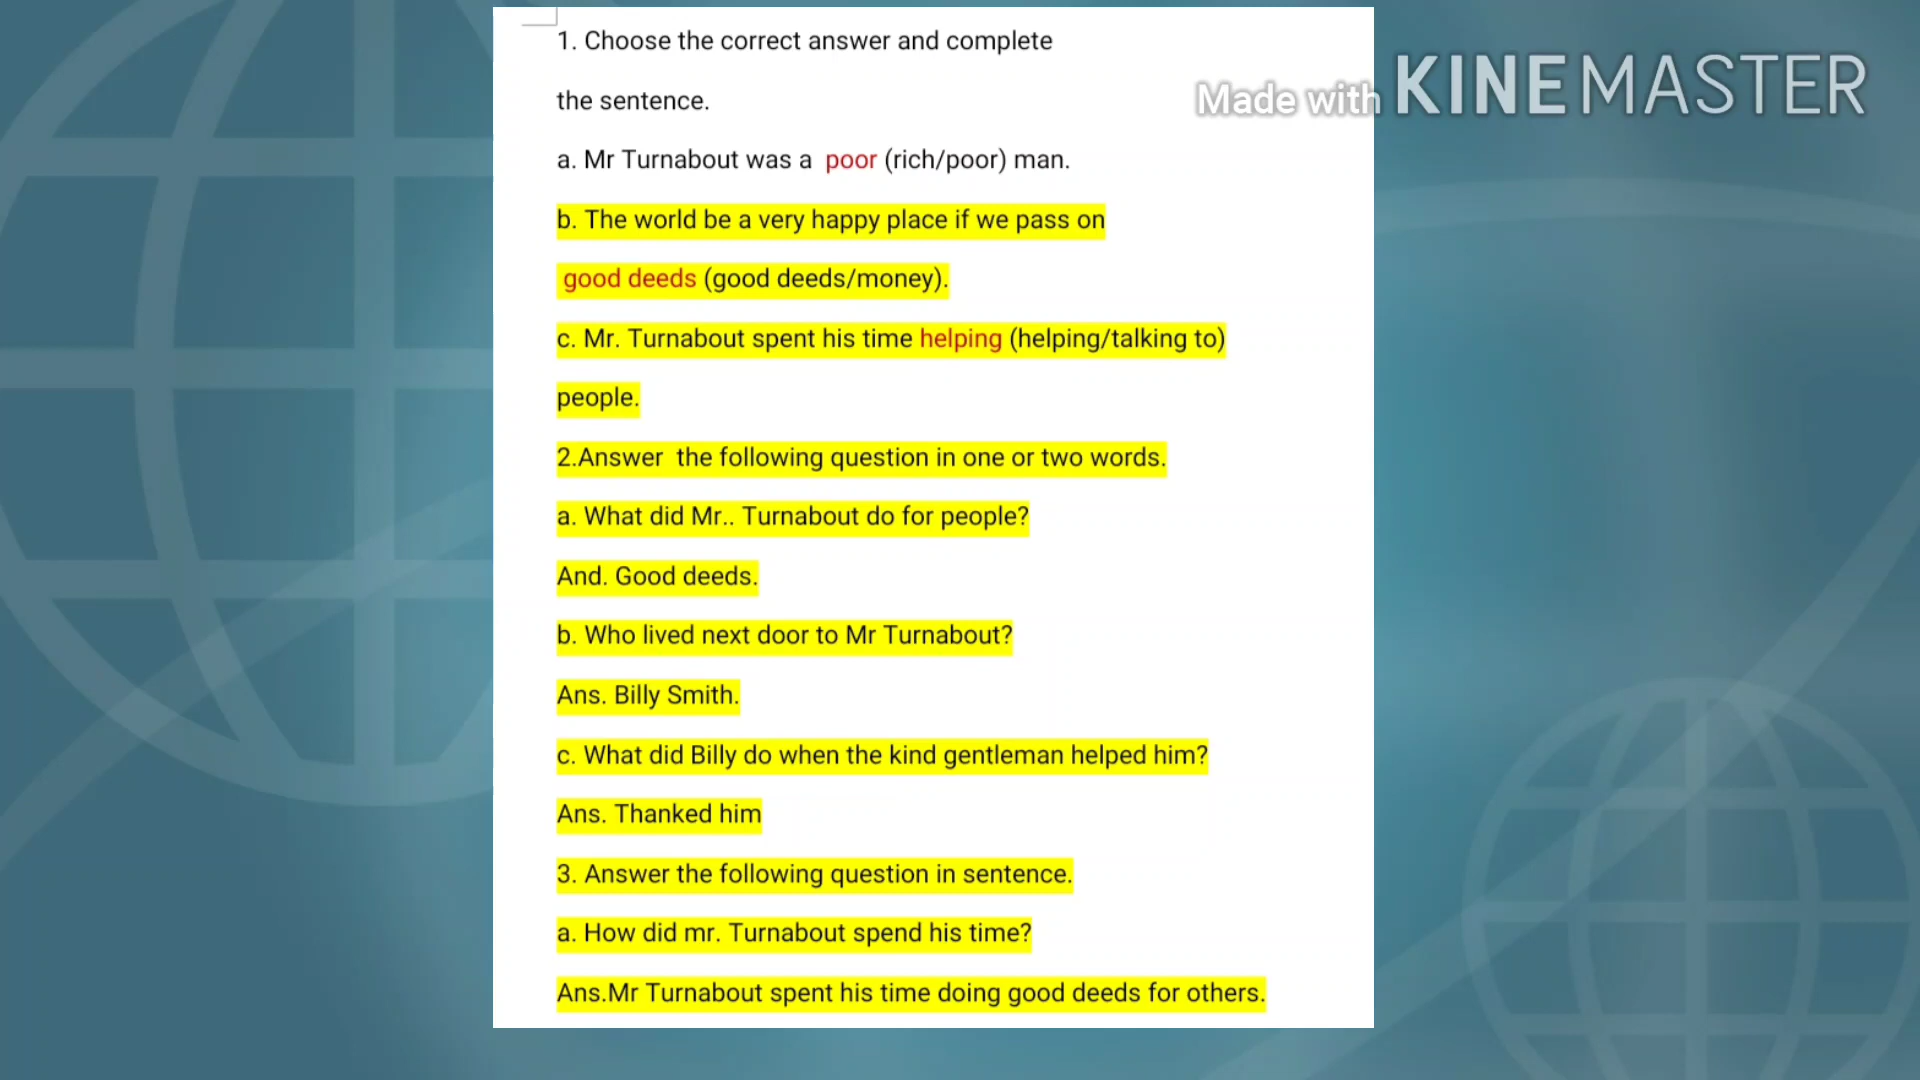 1. Choose the correct answer and complete
the sentence.
Made with KINEMASTER
a. Mr Turnabout was a poor (rich/poor) man.
b. The world be a very happy place if we pass on
good deeds (good deeds/money).
c. Mr. Turnabout spent his time helping (helping/talking to)
people.
2.Answer the following question in one or two words.
a. What did Mr.. Turnabout do for people?
And. Good deeds.
b. Who lived next door to Mr Turnabout?
Ans. Billy Smith.
c. What did Billy do when the kind gentleman helped him?
Ans. Thanked him
3. Answer the following question in sentence.
a. How did mr. Turnabout spend his time?
Ans.Mr Turnabout spent his time doing good deeds for others.